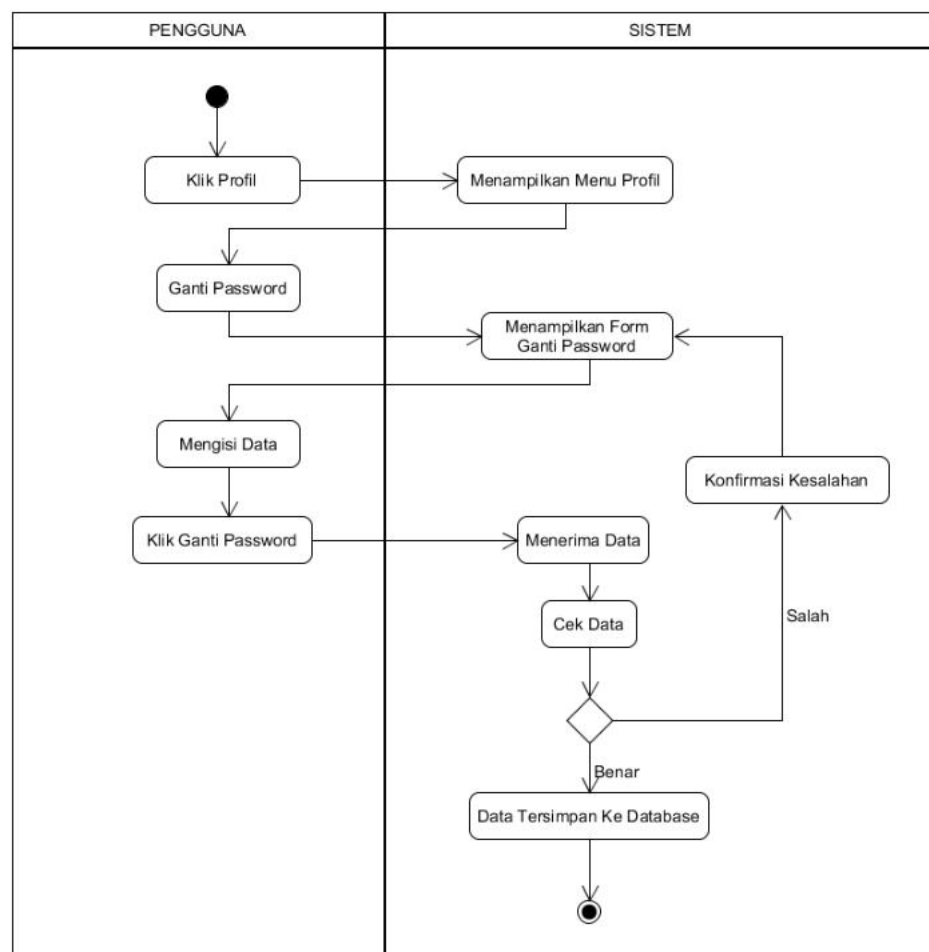 PENGGUNA
SISTEM
Klik Profil
Menampilkan Menu Profil
Ganti Password
Menampilkan Form
Ganti Password
Mengisi Data
Konfirmasi Kesalahan
Klik Ganti Password
Menerima Data
Cek Data
Salah
Benar
Data Tersimpan Ke Database